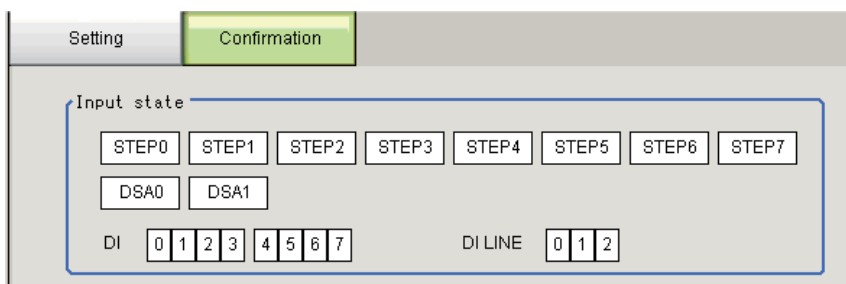 Setting Confirmation
Input state
STEP0 STEP1 STEP2 STEP3 STEP4 STEP5 STEP6 STEP7
DSA0 DSA1
DI 0 1 2 3 4 5 6 7 DI LINE 0 1 2